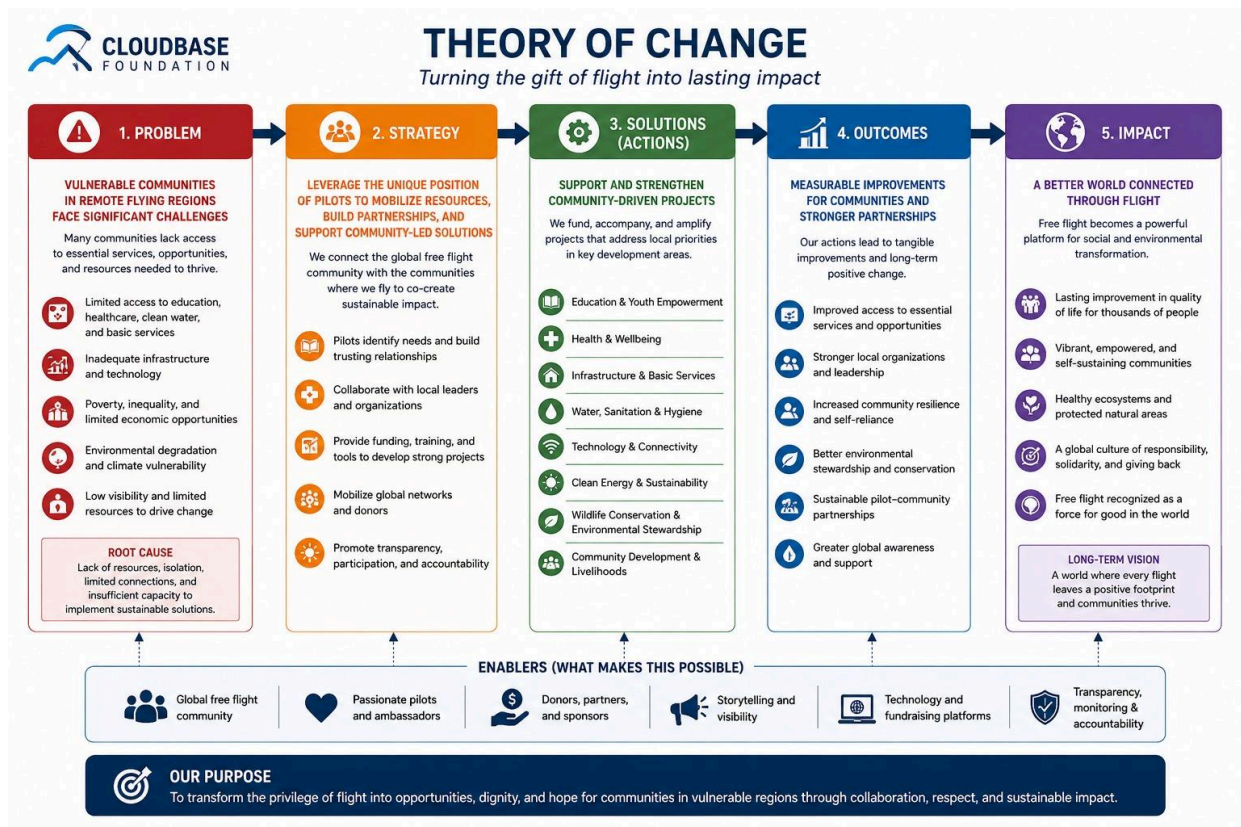 CLOUDBASE
FOUNDATION
THEORY OF CHANGE
Turning the gift of flight into lasting impact
1. PROBLEM
VULNERABLE COMMUNITIES
IN REMOTE FLYING REGIONS
FACE SIGNIFICANT CHALLENGES
Many communities lack access
to essential services, opportunities,
and resources needed to thrive.
Limited access to education,
healthcare, clean water,
and basic services
Inadequate infrastructure
and technology
Poverty, inequality, and
limited economic opportunities
Environmental degradation
and climate vulnerability
Low visibility and limited
resources to drive change
ROOT CAUSE
Lack of resources, isolation,
limited connections, and
insufficient capacity to
implement sustainable solutions.
2. STRATEGY
LEVERAGE THE UNIQUE POSITION
OF PILOTS TO MOBILIZE RESOURCES,
BUILD PARTNERSHIPS, AND
SUPPORT COMMUNITY-LED SOLUTIONS
We connect the global free flight
community with the communities
where we fly to co-create
sustainable impact.
Pilots identify needs and build
trusting relationships
Collaborate with local leaders
and organizations
Provide funding, training, and
tools to develop strong projects
Mobilize global networks
and donors
Promote transparency,
participation, and accountability
3. SOLUTIONS
(ACTIONS)
SUPPORT AND STRENGTHEN
COMMUNITY-DRIVEN PROJECTS
We fund, accompany, and amplify
projects that address local priorities
in key development areas.
Education & Youth Empowerment
Health & Wellbeing
Infrastructure & Basic Services
Water, Sanitation & Hygiene
Technology & Connectivity
Clean Energy & Sustainability
Wildlife Conservation &
Environmental Stewardship
Community Development &
Livelihoods
4. OUTCOMES
MEASURABLE IMPROVEMENTS
FOR COMMUNITIES AND
STRONGER PARTNERSHIPS
Our actions lead to tangible
improvements and long-term
positive change.
Improved access to essential
services and opportunities
Stronger local organizations
and leadership
Increased community resilience
and self-reliance
Better environmental
stewardship and conservation
Sustainable pilot–community
partnerships
Greater global awareness
and support
5. IMPACT
A BETTER WORLD CONNECTED
THROUGH FLIGHT
Free flight becomes a powerful
platform for social and environmental
transformation.
Lasting improvement in quality
of life for thousands of people
Vibrant, empowered, and
self-sustaining communities
Healthy ecosystems and
protected natural areas
A global culture of responsibility,
solidarity, and giving back
Free flight recognized as a
force for good in the world
LONG-TERM VISION
A world where every flight
leaves a positive footprint
and communities thrive.
ENABLERS (WHAT MAKES THIS POSSIBLE)
Global free flight
community
Passionate pilots
and ambassadors
$
Donors, partners,
and sponsors
Storytelling and
visibility
Technology and
fundraising platforms
Transparency,
monitoring &
accountability
OUR PURPOSE
To transform the privilege of flight into opportunities, dignity, and hope for communities in vulnerable regions through collaboration, respect, and sustainable impact.